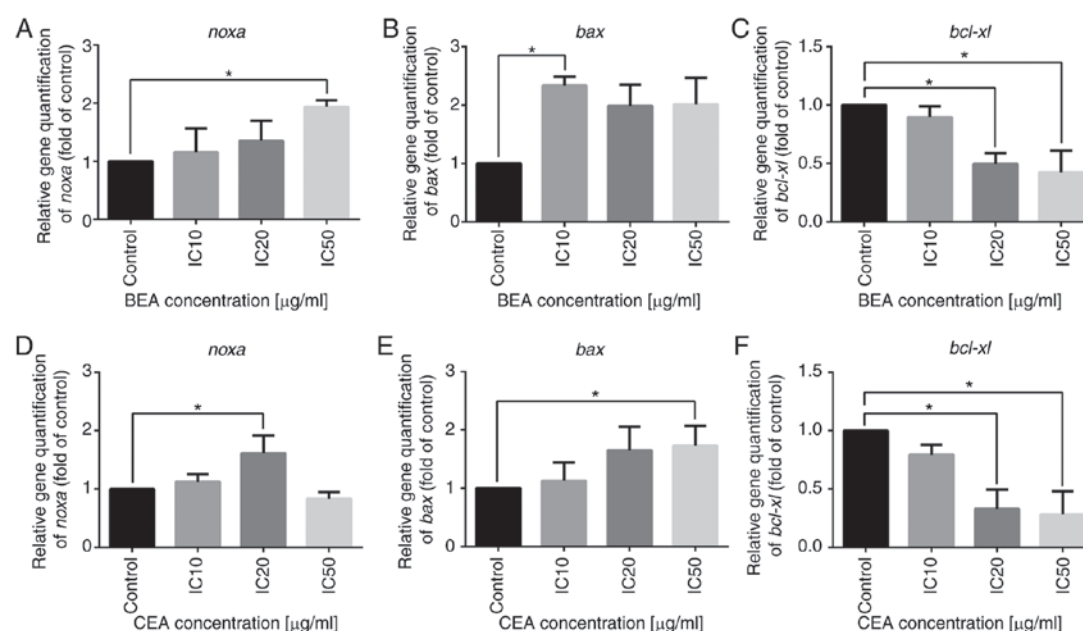 A
noxa
Relative gene quantification
of noxa (fold of control)
3
2
1
0
*
Control
IC10
IC20
IC50
BEA concentration [μg/ml]
B
bax
Relative gene quantification
of bax (fold of control)
3
2
1
0
*
Control
IC10
IC20
IC50
BEA concentration [μg/ml]
C
bcl-xl
Relative gene quantification
of bcl-xl (fold of control)
1.5
1.0
0.5
0.0
*
*
Control
IC10
IC20
IC50
BEA concentration [μg/ml]
D
noxa
Relative gene quantification
of noxa (fold of control)
3
2
1
0
*
Control
IC10
IC20
IC50
CEA concentration [μg/ml]
E
bax
Relative gene quantification
of bax (fold of control)
3
2
1
0
*
Control
IC10
IC20
IC50
CEA concentration [μg/ml]
F
bcl-xl
Relative gene quantification
of bcl-xl (fold of control)
1.5
1.0
0.5
0.0
*
*
Control
IC10
IC20
IC50
CEA concentration [μg/ml]